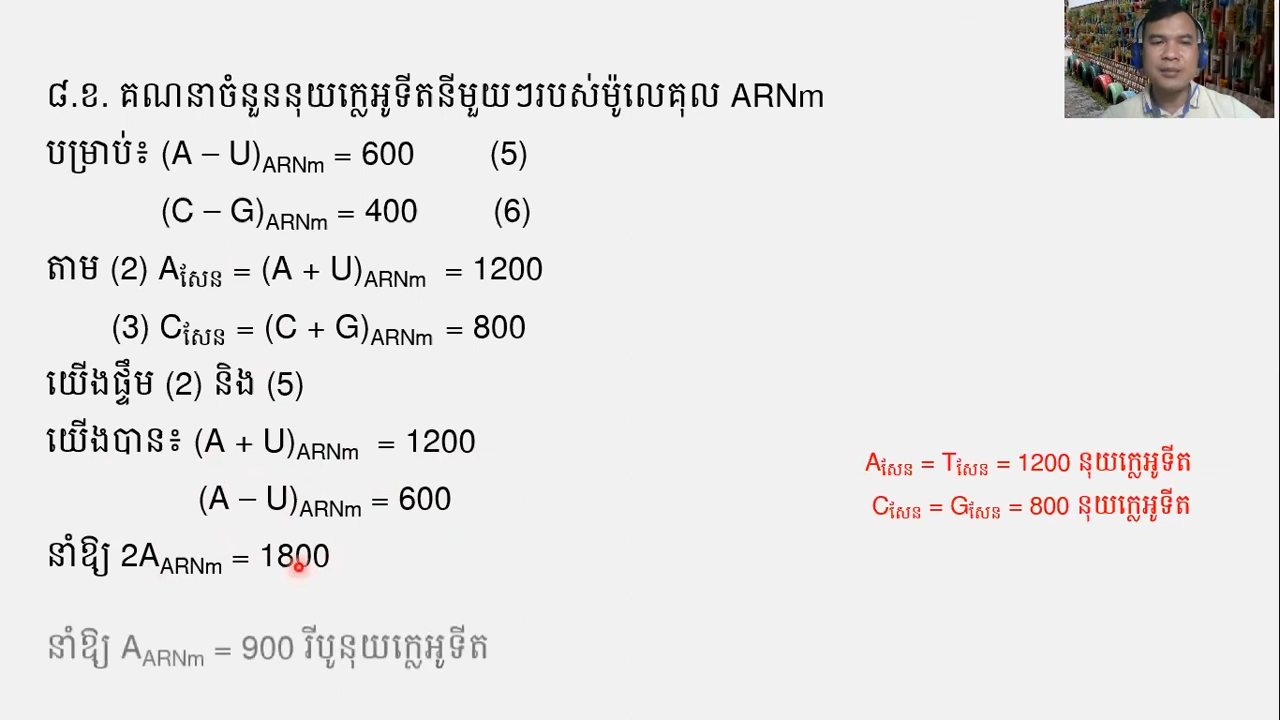 ៨.ខ. គណនាចំនួននុយក្លេអូទីតនីមួយៗរបស់ម៉ូលេគុល ARNm
បម្រាប់៖ (A – U)ARNm = 600 (5)
(C – G)ARNm = 400 (6)
តាម (2) Aសែន = (A + U)ARNm = 1200
(3) Cសែន = (C + G)ARNm = 800
យើងផ្ទឹម (2) និង (5)
យើងបាន៖ (A + U)ARNm = 1200
(A – U)ARNm = 600
នាំឱ្យ 2AARNm = 1800
នាំឱ្យ AARNm = 900 រីបូនុយក្លេអូទីត
Aសែន = Tសែន = 1200 នុយក្លេអូទីត
Cសែន = Gសែន = 800 នុយក្លេអូទីត